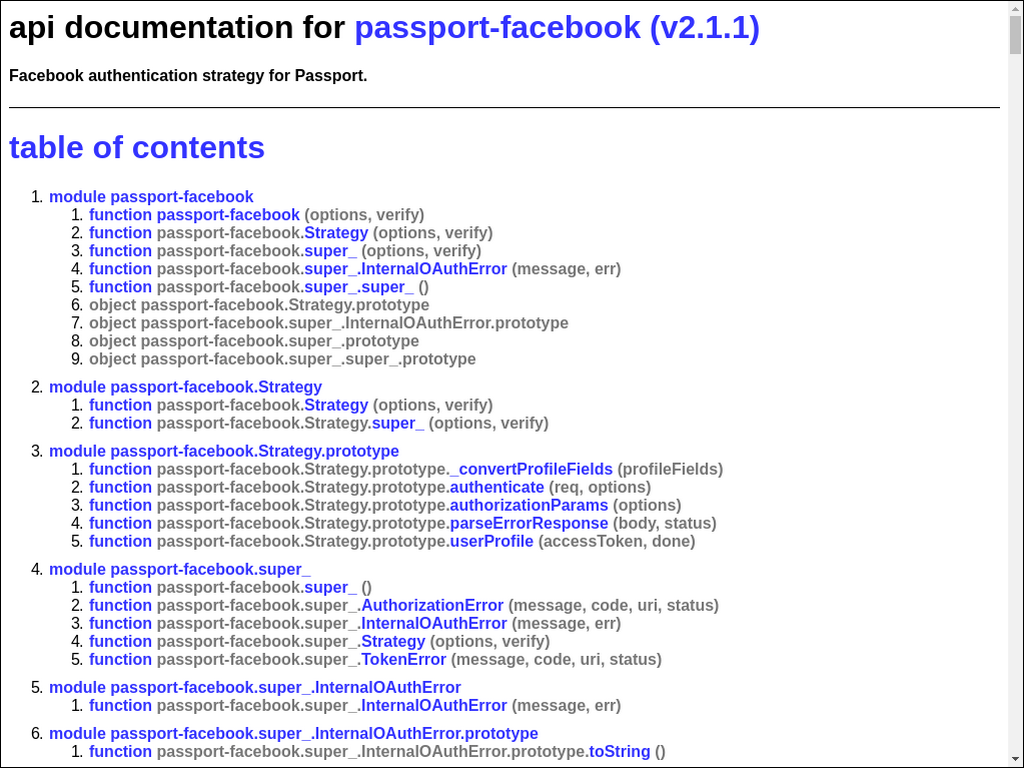 api documentation for passport-facebook (v2.1.1)
Facebook authentication strategy for Passport.
table of contents
1. module passport-facebook
1. function passport-facebook (options, verify)
2. function passport-facebook.Strategy (options, verify)
3. function passport-facebook.super_ (options, verify)
4. function passport-facebook.super_.InternalOAuthError (message, err)
5. function passport-facebook.super_.super_ ()
6. object passport-facebook.Strategy.prototype
7. object passport-facebook.super_.InternalOAuthError.prototype
8. object passport-facebook.super_.prototype
9. object passport-facebook.super_.super_.prototype
2. module passport-facebook.Strategy
1. function passport-facebook.Strategy (options, verify)
2. function passport-facebook.Strategy.super_ (options, verify)
3. module passport-facebook.Strategy.prototype
1. function passport-facebook.Strategy.prototype._convertProfileFields (profileFields)
2. function passport-facebook.Strategy.prototype.authenticate (req, options)
3. function passport-facebook.Strategy.prototype.authorizationParams (options)
4. function passport-facebook.Strategy.prototype.parseErrorResponse (body, status)
5. function passport-facebook.Strategy.prototype.userProfile (accessToken, done)
4. module passport-facebook.super_
1. function passport-facebook.super_ ()
2. function passport-facebook.super_.AuthorizationError (message, code, uri, status)
3. function passport-facebook.super_.InternalOAuthError (message, err)
4. function passport-facebook.super_.Strategy (options, verify)
5. function passport-facebook.super_.TokenError (message, code, uri, status)
5. module passport-facebook.super_.InternalOAuthError
1. function passport-facebook.super_.InternalOAuthError (message, err)
6. module passport-facebook.super_.InternalOAuthError.prototype
1. function passport-facebook.super_.InternalOAuthError.prototype.toString ()